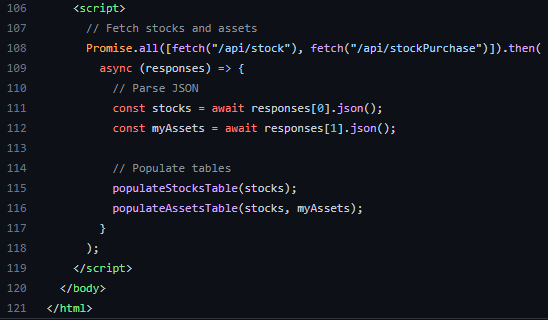 106 <script>
107 // Fetch stocks and assets
108 Promise.all([fetch("/api/stock"), fetch("/api/stockPurchase")]).then(
109 async (responses) => {
110 // Parse JSON
111 const stocks = await responses[0].json();
112 const myAssets = await responses[1].json();
113
114 // Populate tables
115 populateStocksTable(stocks);
116 populateAssetsTable(stocks, myAssets);
117 }
118 );
119 </script>
120 </body>
121 </html>